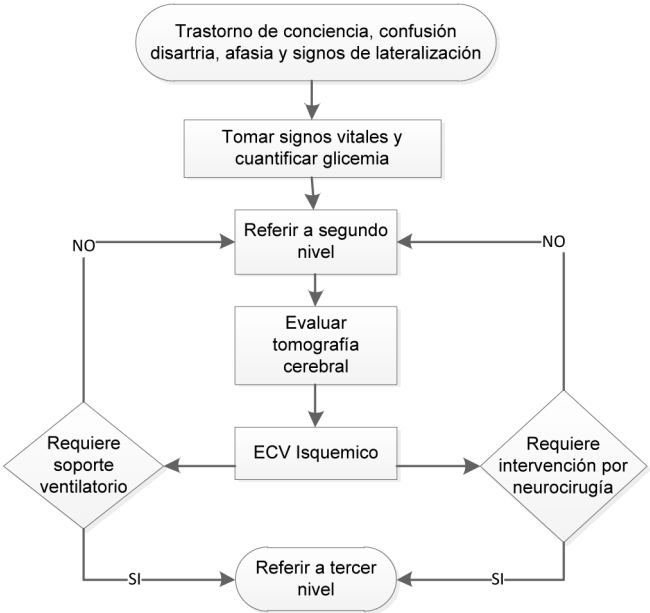 Trastorno de conciencia, confusión
disartria, afasia y signos de lateralización
Tomar signos vitales y
cuantificar glicemia
Referir a segundo
nivel
NO
NO
Evaluar
tomografía
cerebral
Requiere
soporte
ventilatorio
ECV Isquemico
Requiere
intervención por
neurocirugía
Referir a tercer
nivel
SI
SI